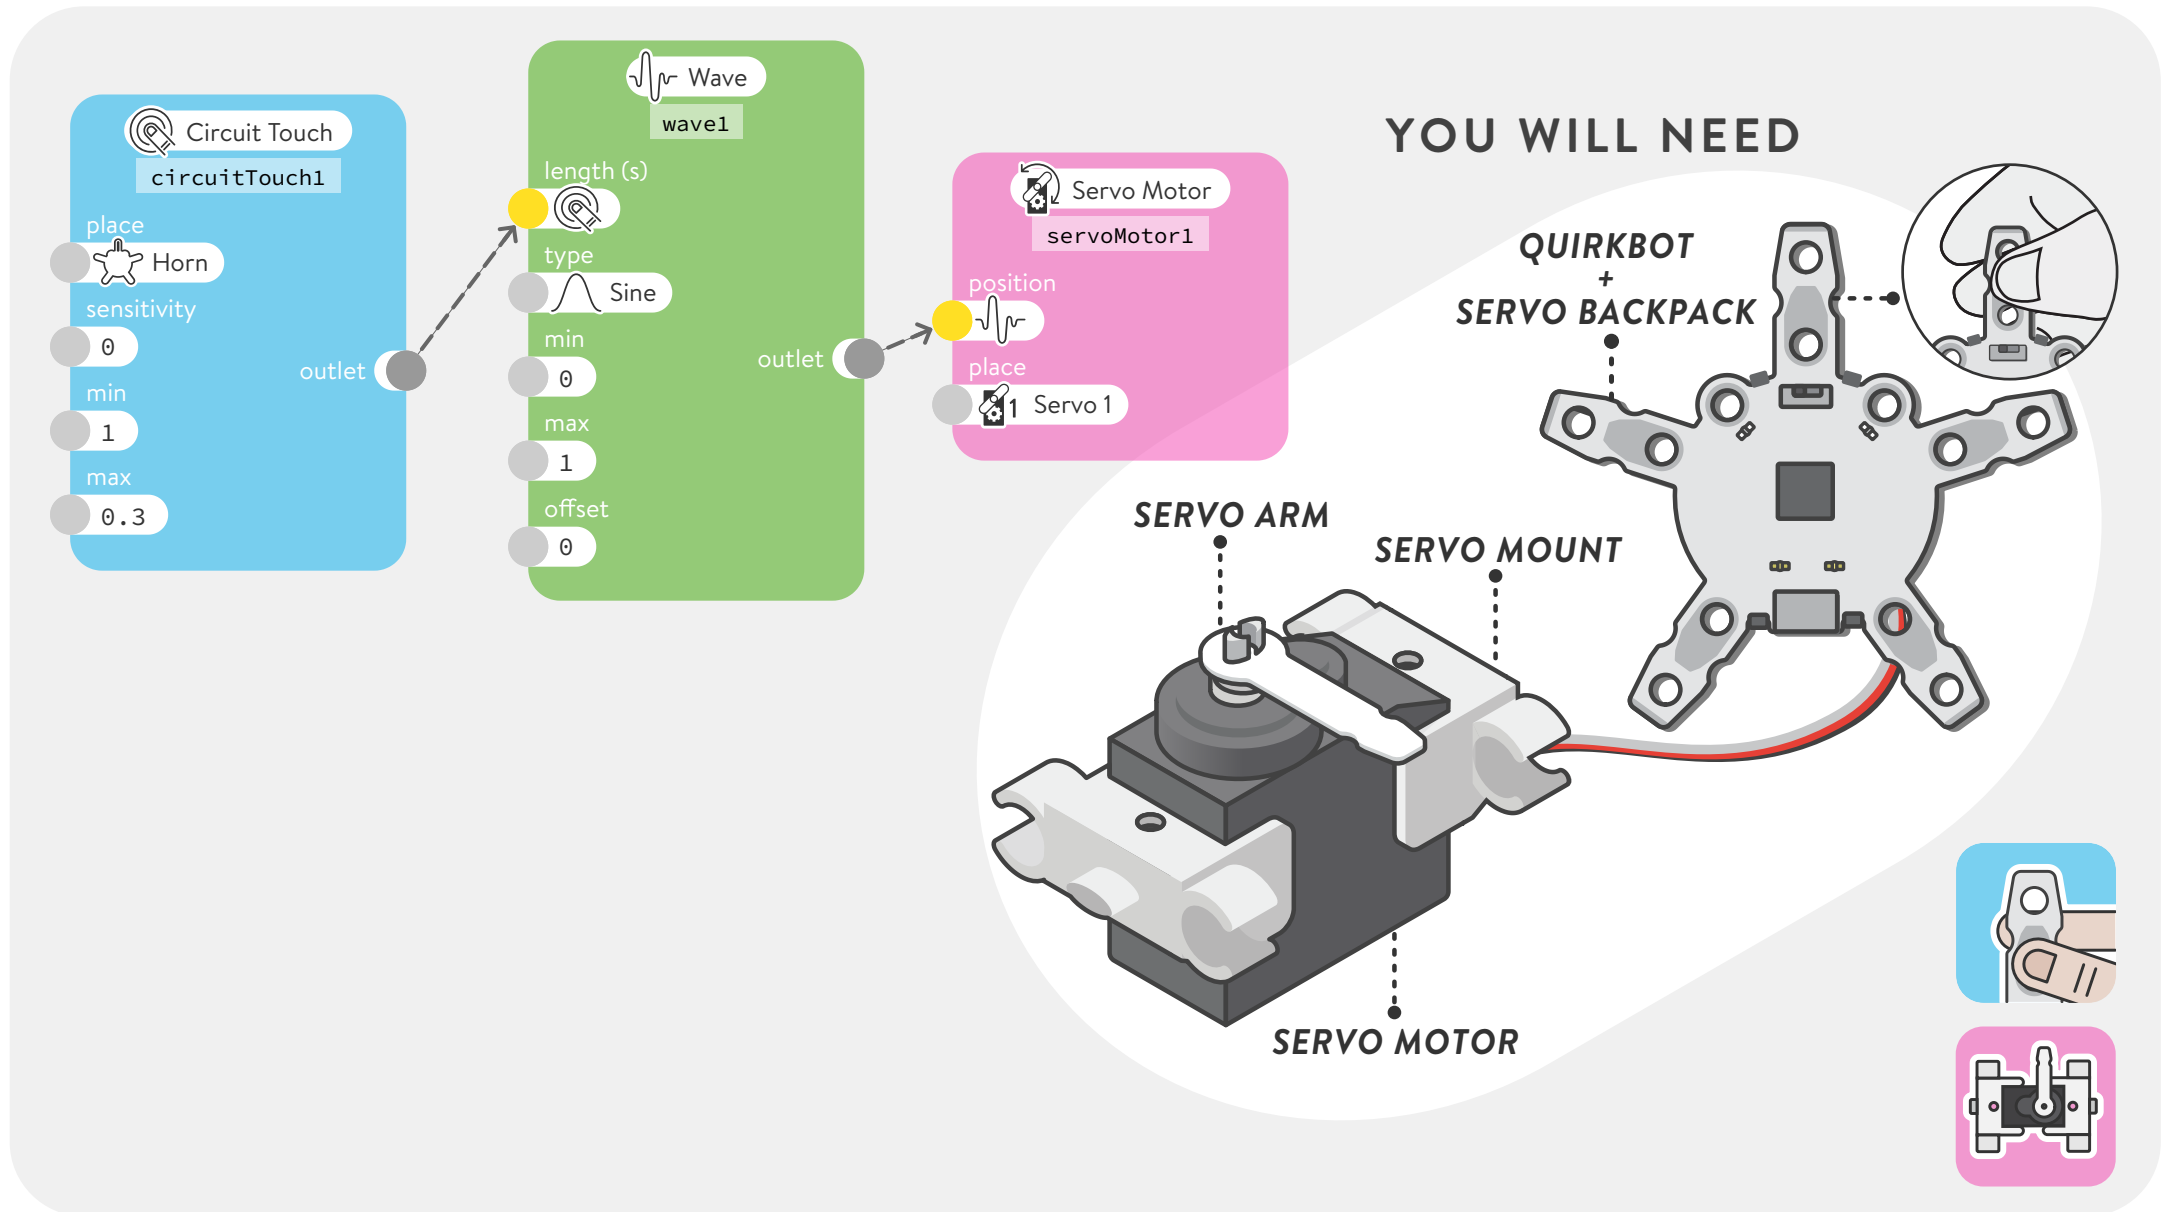 Circuit Touch
circuitTouch1
place
Horn
sensitivity
0
min
1
max
0.3
outlet
Wave
wave1
length (s)
type
Sine
min
0
max
1
offset
0
outlet
Servo Motor
servoMotor1
position
place
1 Servo 1
YOU WILL NEED
QUIRKBOT
+
SERVO BACKPACK
SERVO ARM
SERVO MOUNT
SERVO MOTOR